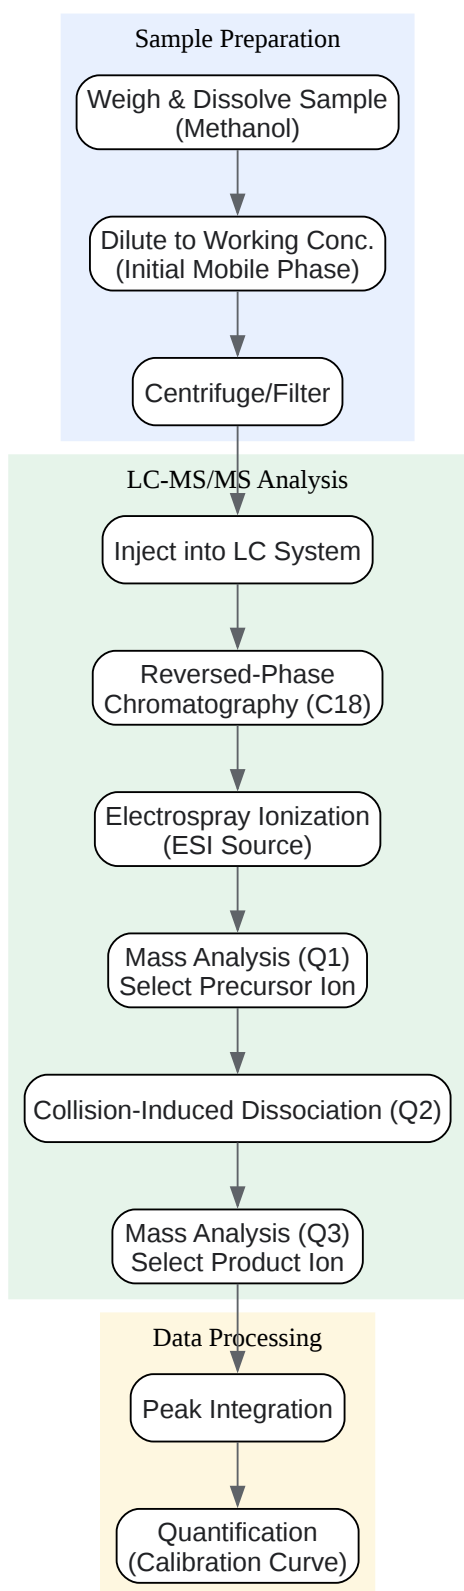 Sample Preparation
Weigh & Dissolve Sample
(Methanol)
Dilute to Working Conc.
(Initial Mobile Phase)
Centrifuge/Filter
LC-MS/MS Analysis
Inject into LC System
Reversed-Phase
Chromatography (C18)
Electrospray Ionization
(ESI Source)
Mass Analysis (Q1)
Select Precursor Ion
Collision-Induced Dissociation (Q2)
Mass Analysis (Q3)
Select Product Ion
Data Processing
Peak Integration
Quantification
(Calibration Curve)